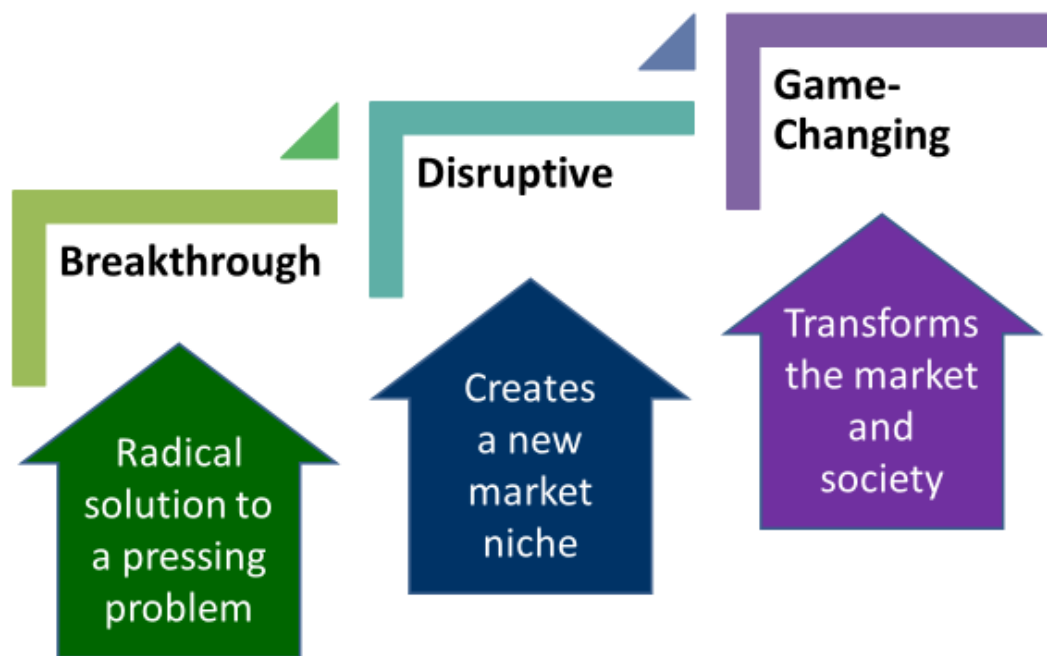 Breakthrough
Radical
solution to
a pressing
problem
Disruptive
Creates
a new
market
niche
Game-
Changing
Transforms
the market
and
society